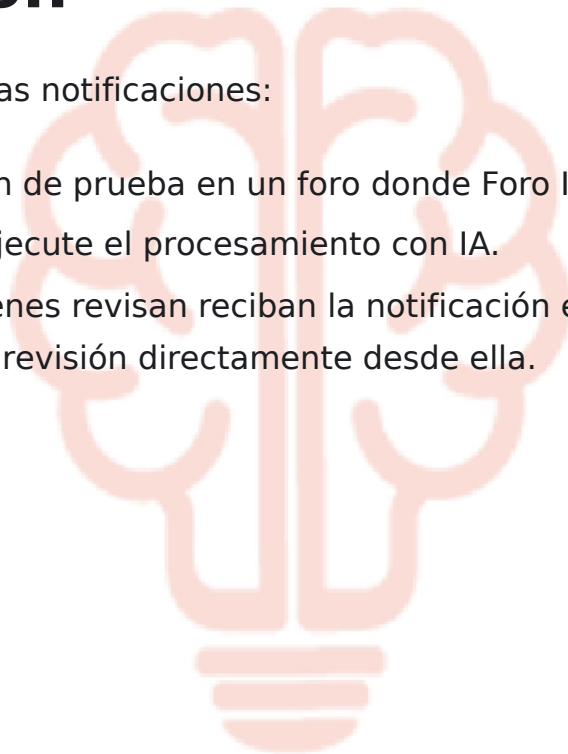 as notificaciones:
n de prueba en un foro donde Foro I
jecute el procesamiento con IA.
enes revisan reciban la notificación e
revisión directamente desde ella.